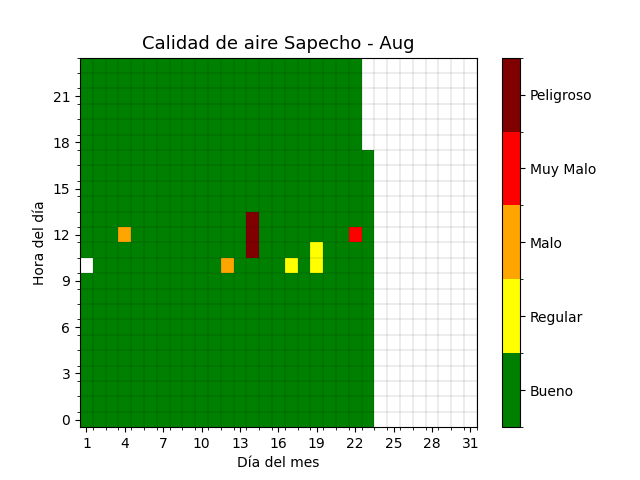 Calidad de aire Sapecho - Aug
Hora del día
21
18
15
12
9
6
3
0
1 4 7 10 13 16 19 22 25 28 31
Día del mes
Peligroso
Muy Malo
Malo
Regular
Bueno